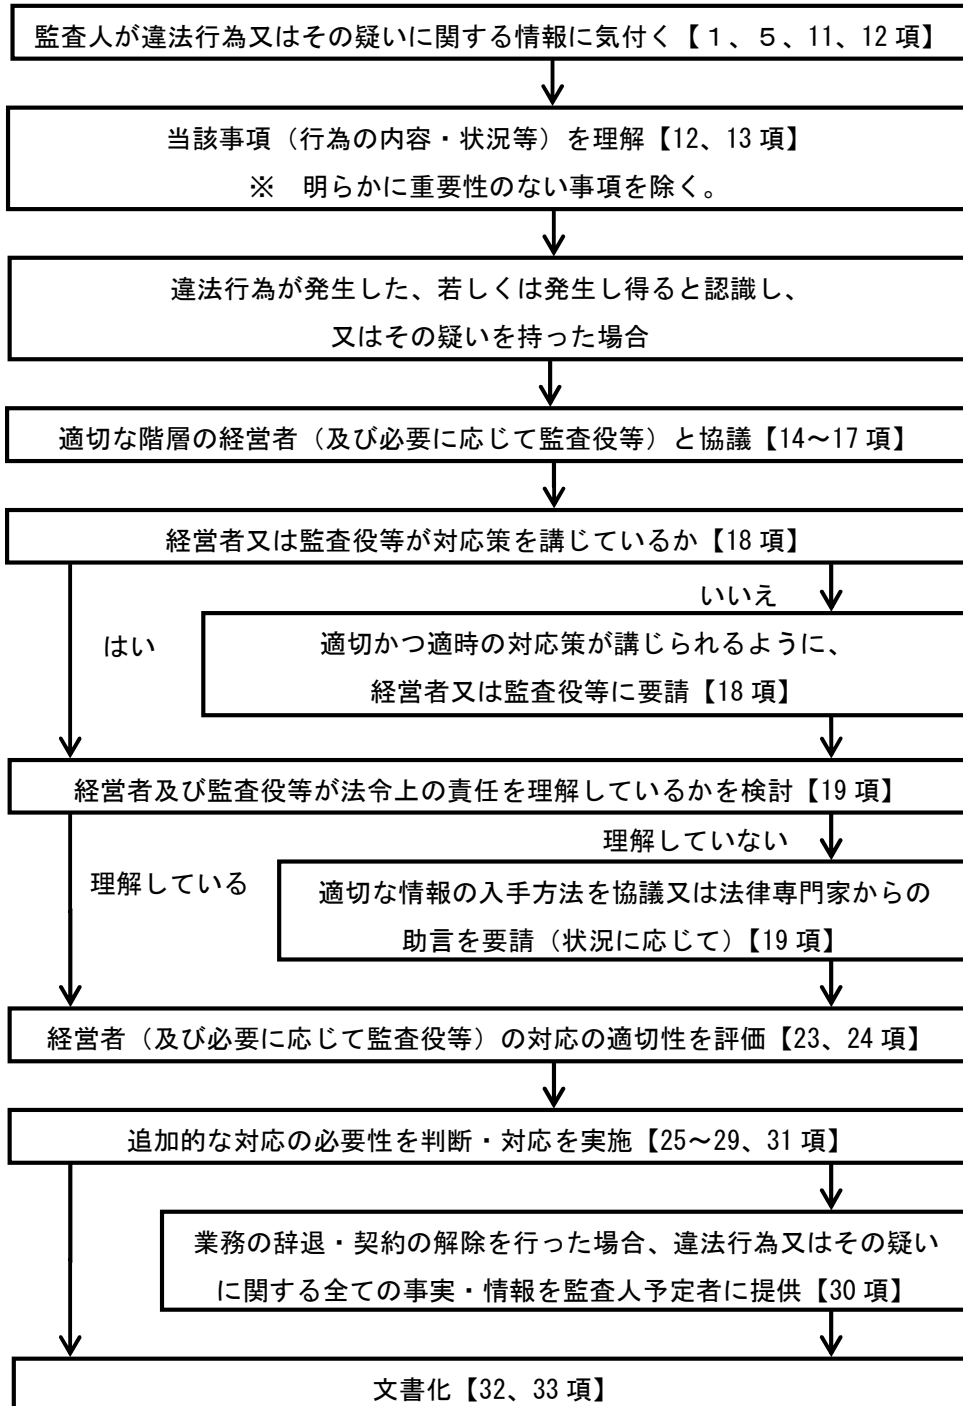 監査人が違法行為又はその疑いに関する情報に気付く【１、５、11、12 項】
当該事項（行為の内容・状況等）を理解【12、13 項】
※　明らかに重要性のない事項を除く。
違法行為が発生した、若しくは発生し得ると認識し、
又はその疑いを持った場合
適切な階層の経営者（及び必要に応じて監査役等）と協議【14～17 項】
経営者又は監査役等が対応策を講じているか【18 項】
いいえ
はい
適切かつ適時の対応策が講じられるように、
経営者又は監査役等に要請【18 項】
経営者及び監査役等が法令上の責任を理解しているかを検討【19 項】
理解していない
理解している
適切な情報の入手方法を協議又は法律専門家からの
助言を要請（状況に応じて）【19 項】
経営者（及び必要に応じて監査役等）の対応の適切性を評価【23、24 項】
追加的な対応の必要性を判断・対応を実施【25～29、31 項】
業務の辞退・契約の解除を行った場合、違法行為又はその疑い
に関する全ての事実・情報を監査人予定者に提供【30 項】
文書化【32、33 項】